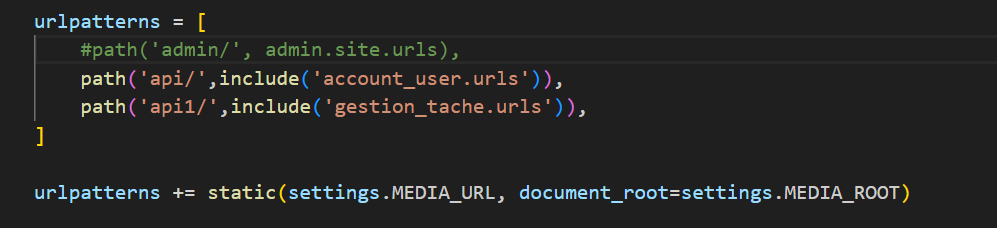 urlpatterns = [
    #path('admin/', admin.site.urls),
    path('api/',include('account_user.urls')),
    path('api1/',include('gestion_tache.urls')),
]
urlpatterns += static(settings.MEDIA_URL, document_root=settings.MEDIA_ROOT)